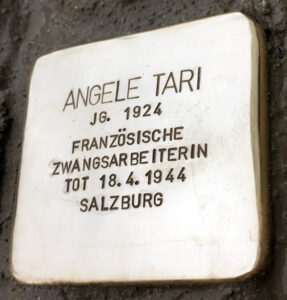 ANGELE TARI
JG. 1924
FRANZÖSISCHE
ZWANGSARBEITERIN
TOT 18.4.1944
SALZBURG